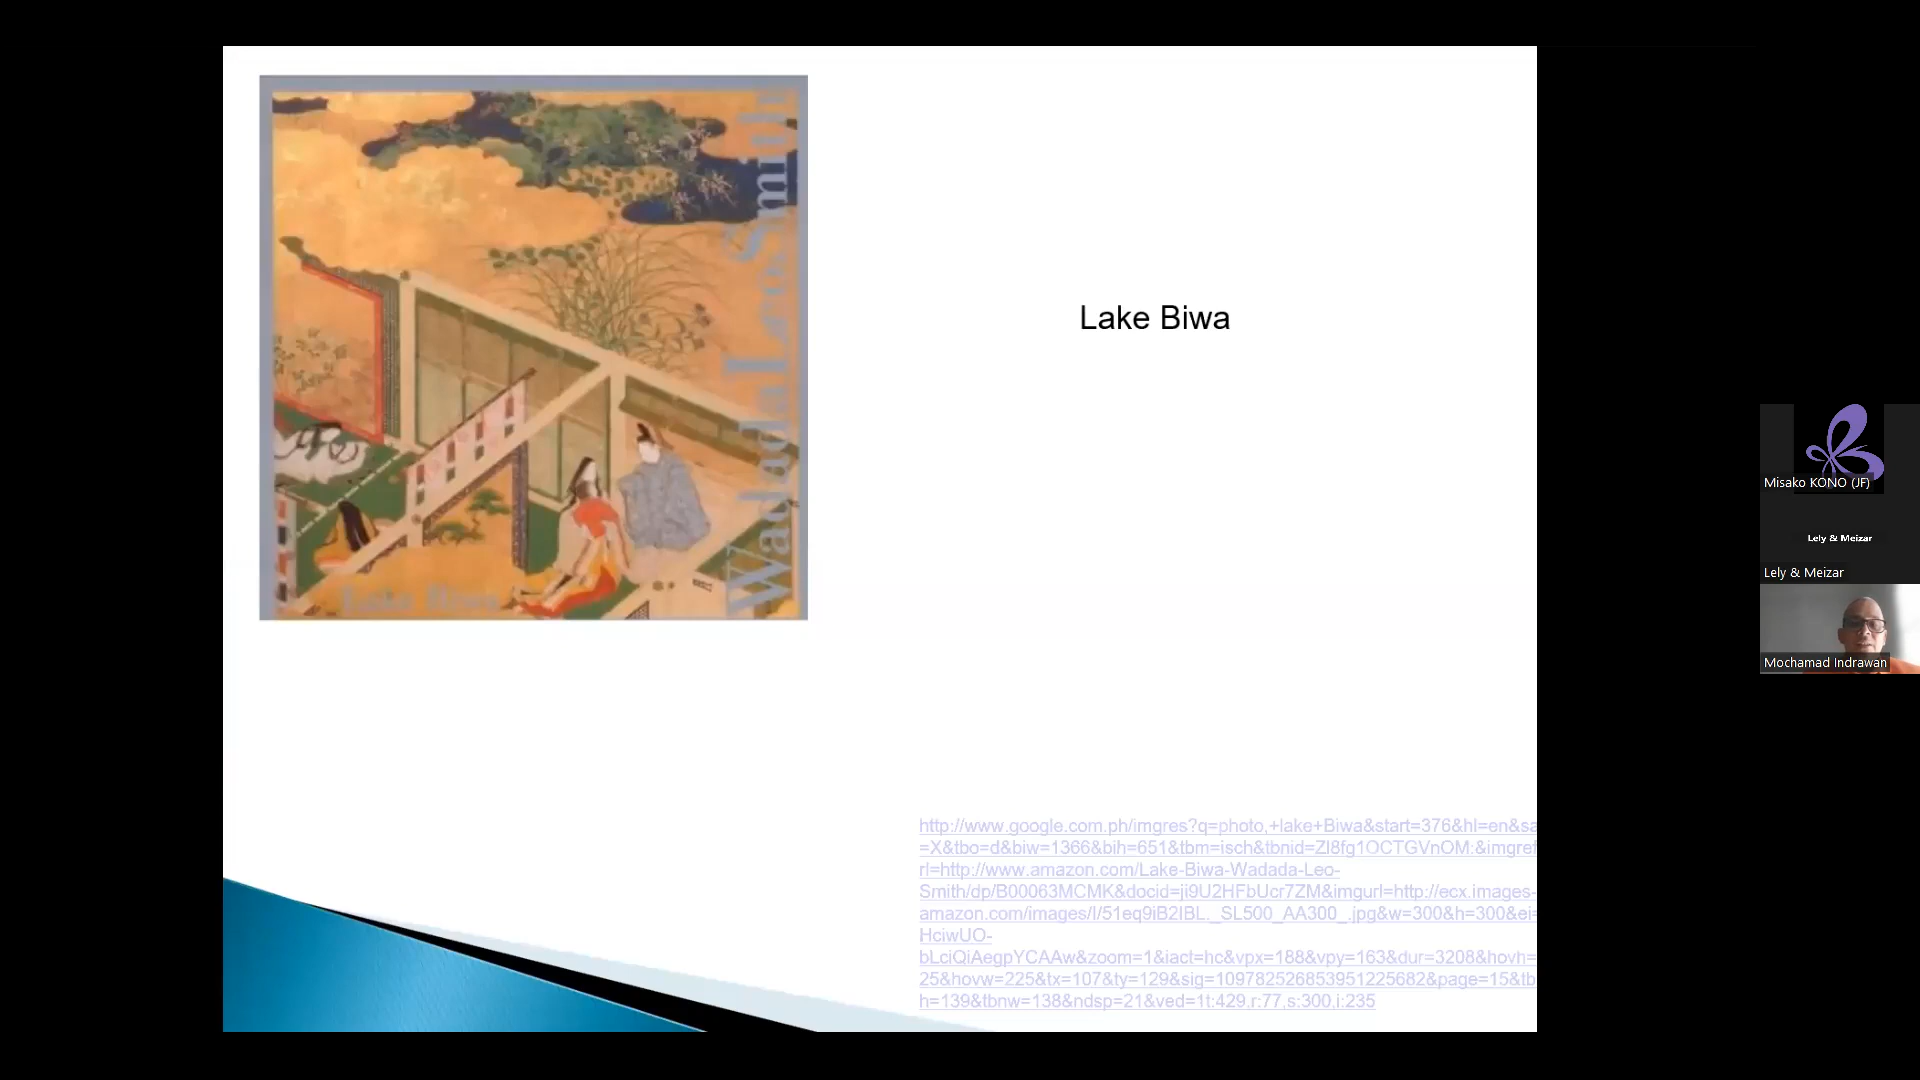 Wadada Leo Smith
Lake Biwa
Lake Biwa
http://www.google.com.ph/imgres?q=photo,+lake+Biwa&start=376&hl=en&sa
=X&tbo=d&biw=1366&bih=651&tbm=isch&tbnid=ZI8fg1OCTGVnOM:&imgref
rl=http://www.amazon.com/Lake-Biwa-Wadada-Leo-
Smith/dp/B00063MCMK&docid=ji9U2HFbUcr7ZM&imgurl=http://ecx.images-
amazon.com/images/I/51eq9iB2IBL._SL500_AA300_.jpg&w=300&h=300&ei=
HciwUO-
bLciQiAegpYCAAw&zoom=1&iact=hc&vpx=188&vpy=163&dur=3208&hovh=
25&hovw=225&tx=107&ty=129&sig=109782526853951225682&page=15&tb
h=139&tbnw=138&ndsp=21&ved=1t:429,r:77,s:300,i:235
Misako KONO (JF)
Lely & Meizar
Lely & Meizar
Mochamad Indrawan